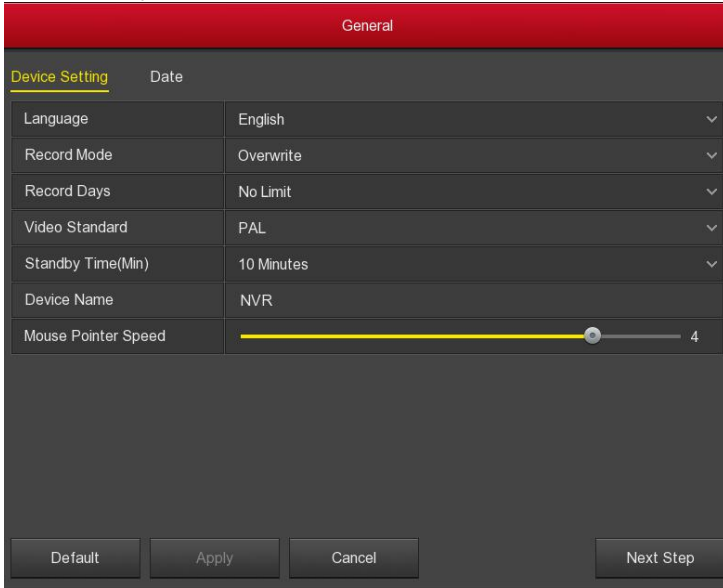 General
Device Setting Date
Language English
Record Mode Overwrite
Record Days No Limit
Video Standard PAL
Standby Time(Min) 10 Minutes
Device Name NVR
Mouse Pointer Speed 4
Default Apply Cancel Next Step